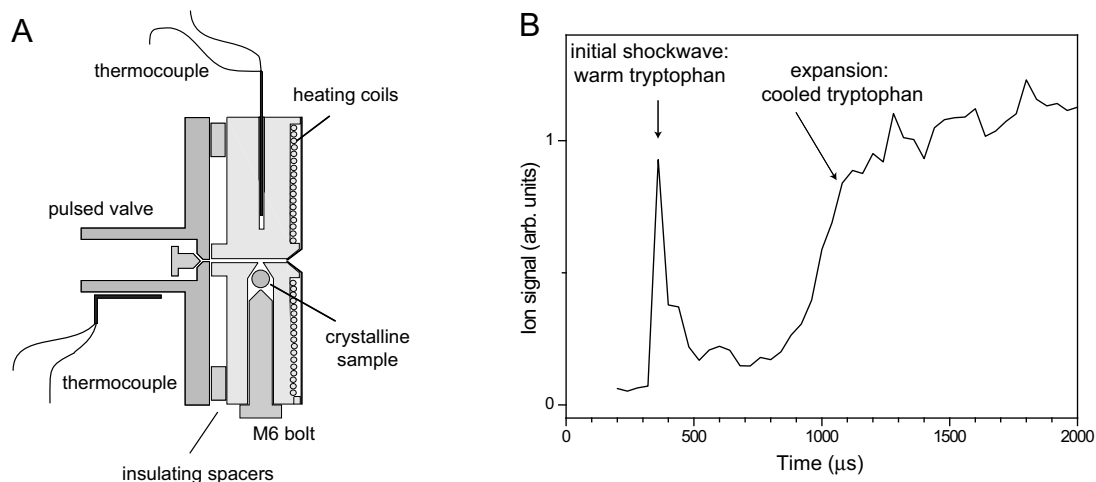 A
thermocouple
heating coils
pulsed valve
crystalline
sample
thermocouple
M6 bolt
insulating spacers
B
initial shockwave:
warm tryptophan
expansion:
cooled tryptophan
Ion signal (arb. units)
1
0
0
500
1000
1500
2000
Time (μs)